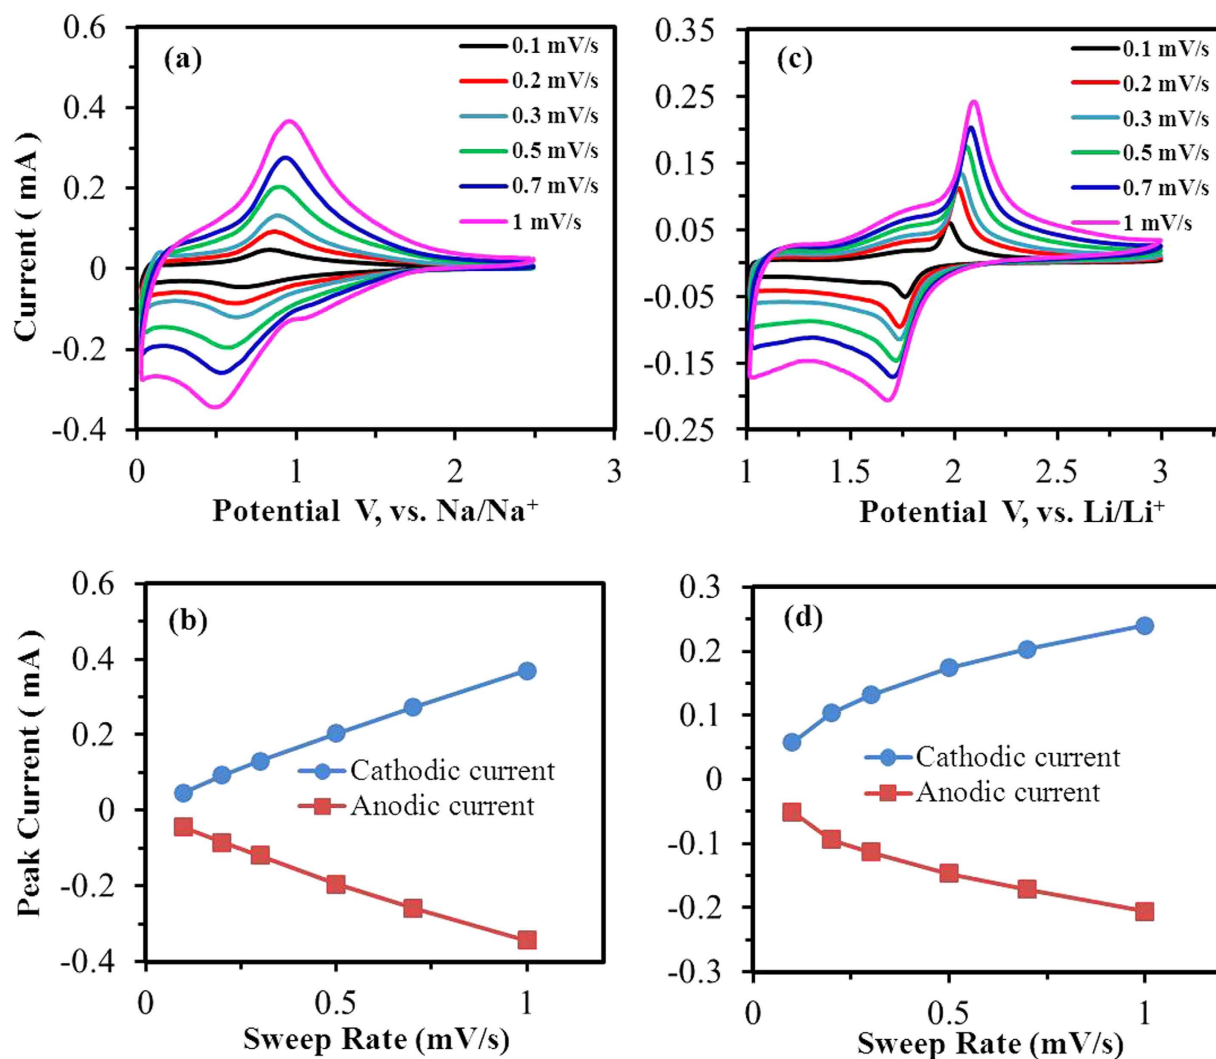 (a)
Current ( mA )
0.6
0.4
0.2
0
-0.2
-0.4
0.1 mV/s
0.2 mV/s
0.3 mV/s
0.5 mV/s
0.7 mV/s
1 mV/s
0 1 2 3
Potential V, vs. Na/Na⁺
(c)
0.35
0.25
0.15
0.05
-0.05
-0.15
-0.25
0.1 mV/s
0.2 mV/s
0.3 mV/s
0.5 mV/s
0.7 mV/s
1 mV/s
1 1.5 2 2.5 3
Potential V, vs. Li/Li⁺
(b)
Peak Current ( mA )
0.6
0.4
0.2
0
-0.2
-0.4
Cathodic current
Anodic current
0 0.5 1
Sweep Rate (mV/s)
(d)
0.3
0.2
0.1
0
-0.1
-0.2
-0.3
Cathodic current
Anodic current
0 0.5 1
Sweep Rate (mV/s)